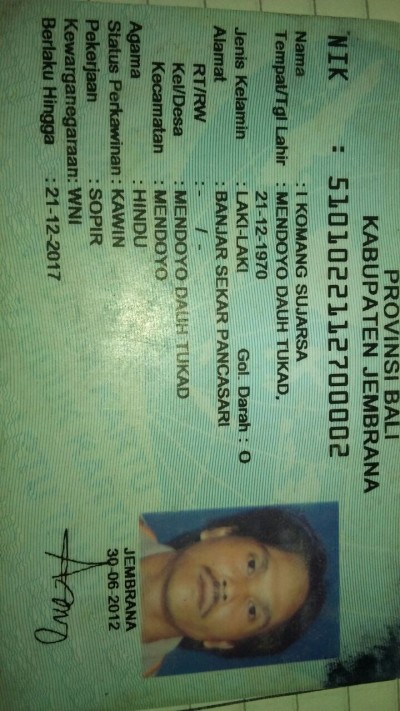 PROVINSI BALI
KABUPATEN JEMBRANA
NIK : 5101022112700002
Nama : I KOMANG SUJARSA
Tempat/Tgl Lahir : MENDOYO DAUH TUKAD,
21-12-1970
Jenis Kelamin : LAKI-LAKI Gol. Darah : O
Alamat : BANJAR SEKAR PANCASARI
RT/RW : - / -
Kel/Desa : MENDOYO DAUH TUKAD
Kecamatan : MENDOYO
Agama : HINDU
Status Perkawinan : KAWIN
Pekerjaan : SOPIR
Kewarganegaraan: WNI
Berlaku Hingga : 21-12-2017
JEMBRANA
30-06-2012